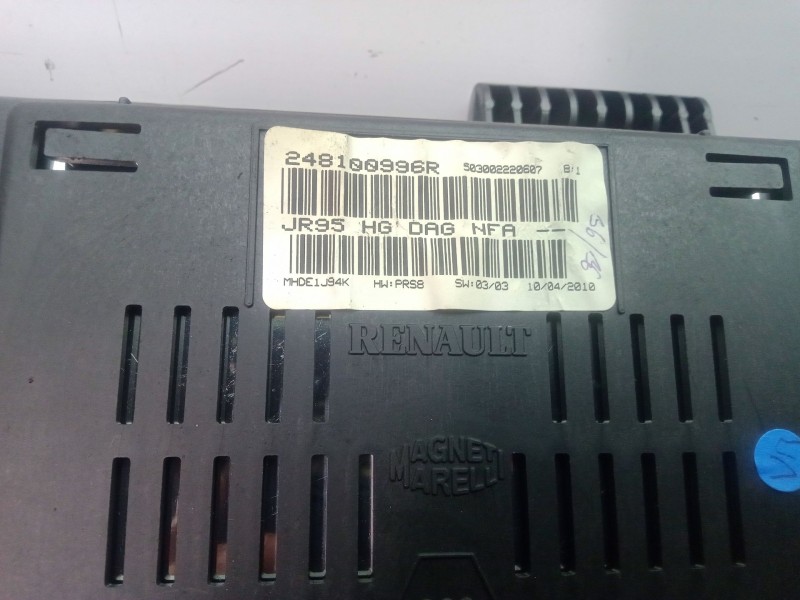 248100996R 503002220607 8/1
JR95 HG DAG NFA --
MHDE1J94K HW:PRS8 SW:03/03 10/04/2010
RENAULT
MAGNETI
MARELLI